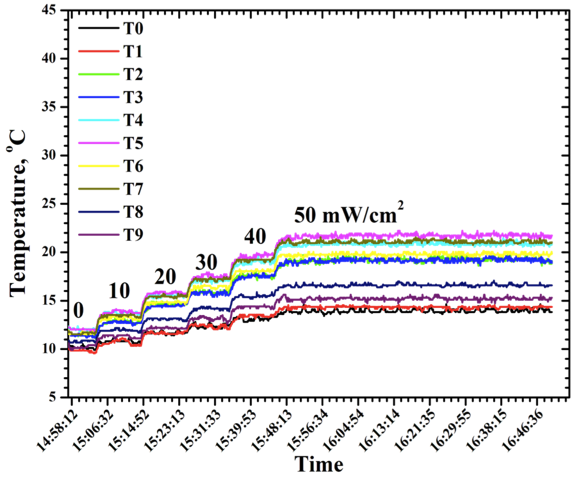 45
40
35
30
25
20
15
10
5
Temperature, °C
T0
T1
T2
T3
T4
T5
T6
T7
T8
T9
0
10
20
30
40
50 mW/cm²
14:58:12
15:06:32
15:14:52
15:23:13
15:31:33
15:39:53
15:48:13
15:56:34
16:04:54
16:13:14
16:21:35
16:29:55
16:38:15
16:46:36
Time